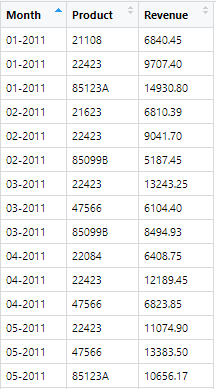 Month Product Revenue
01-2011 21108 6840.45
01-2011 22423 9707.40
01-2011 85123A 14930.80
02-2011 21623 6810.39
02-2011 22423 9041.70
02-2011 85099B 5187.45
03-2011 22423 13243.25
03-2011 47566 6104.40
03-2011 85099B 8494.93
04-2011 22084 6408.75
04-2011 22423 12189.45
04-2011 47566 6823.85
05-2011 22423 11074.90
05-2011 47566 13383.50
05-2011 85123A 10656.17